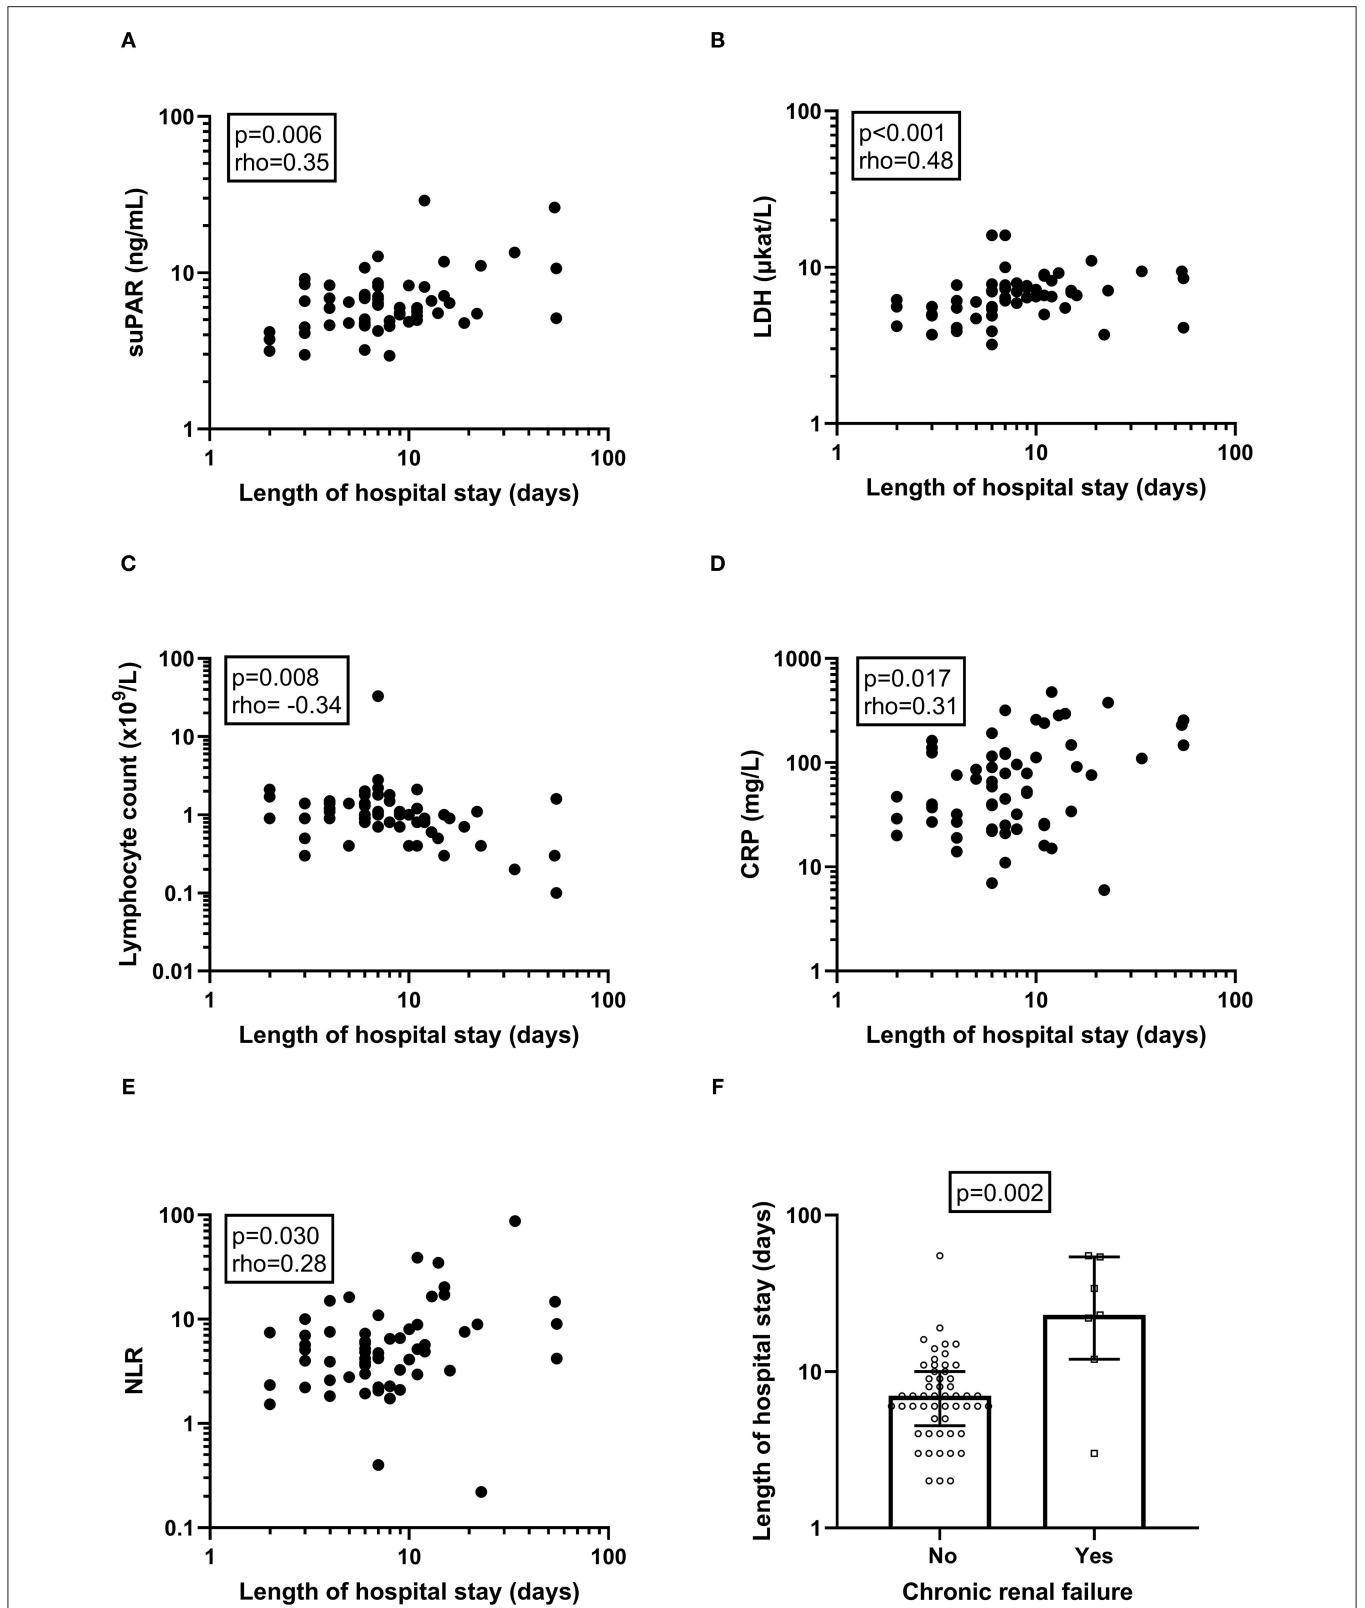 A
100
10
1
suPAR (ng/mL)
p=0.006
rho=0.35
1
10
100
Length of hospital stay (days)
B
100
10
1
LDH (µkat/L)
p<0.001
rho=0.48
1
10
100
Length of hospital stay (days)
C
100
10
1
0.1
0.01
Lymphocyte count (x10⁹/L)
p=0.008
rho= -0.34
1
10
100
Length of hospital stay (days)
D
1000
100
10
1
CRP (mg/L)
p=0.017
rho=0.31
1
10
100
Length of hospital stay (days)
E
100
10
1
0.1
NLR
p=0.030
rho=0.28
1
10
100
Length of hospital stay (days)
F
100
10
1
Length of hospital stay (days)
p=0.002
No
Yes
Chronic renal failure